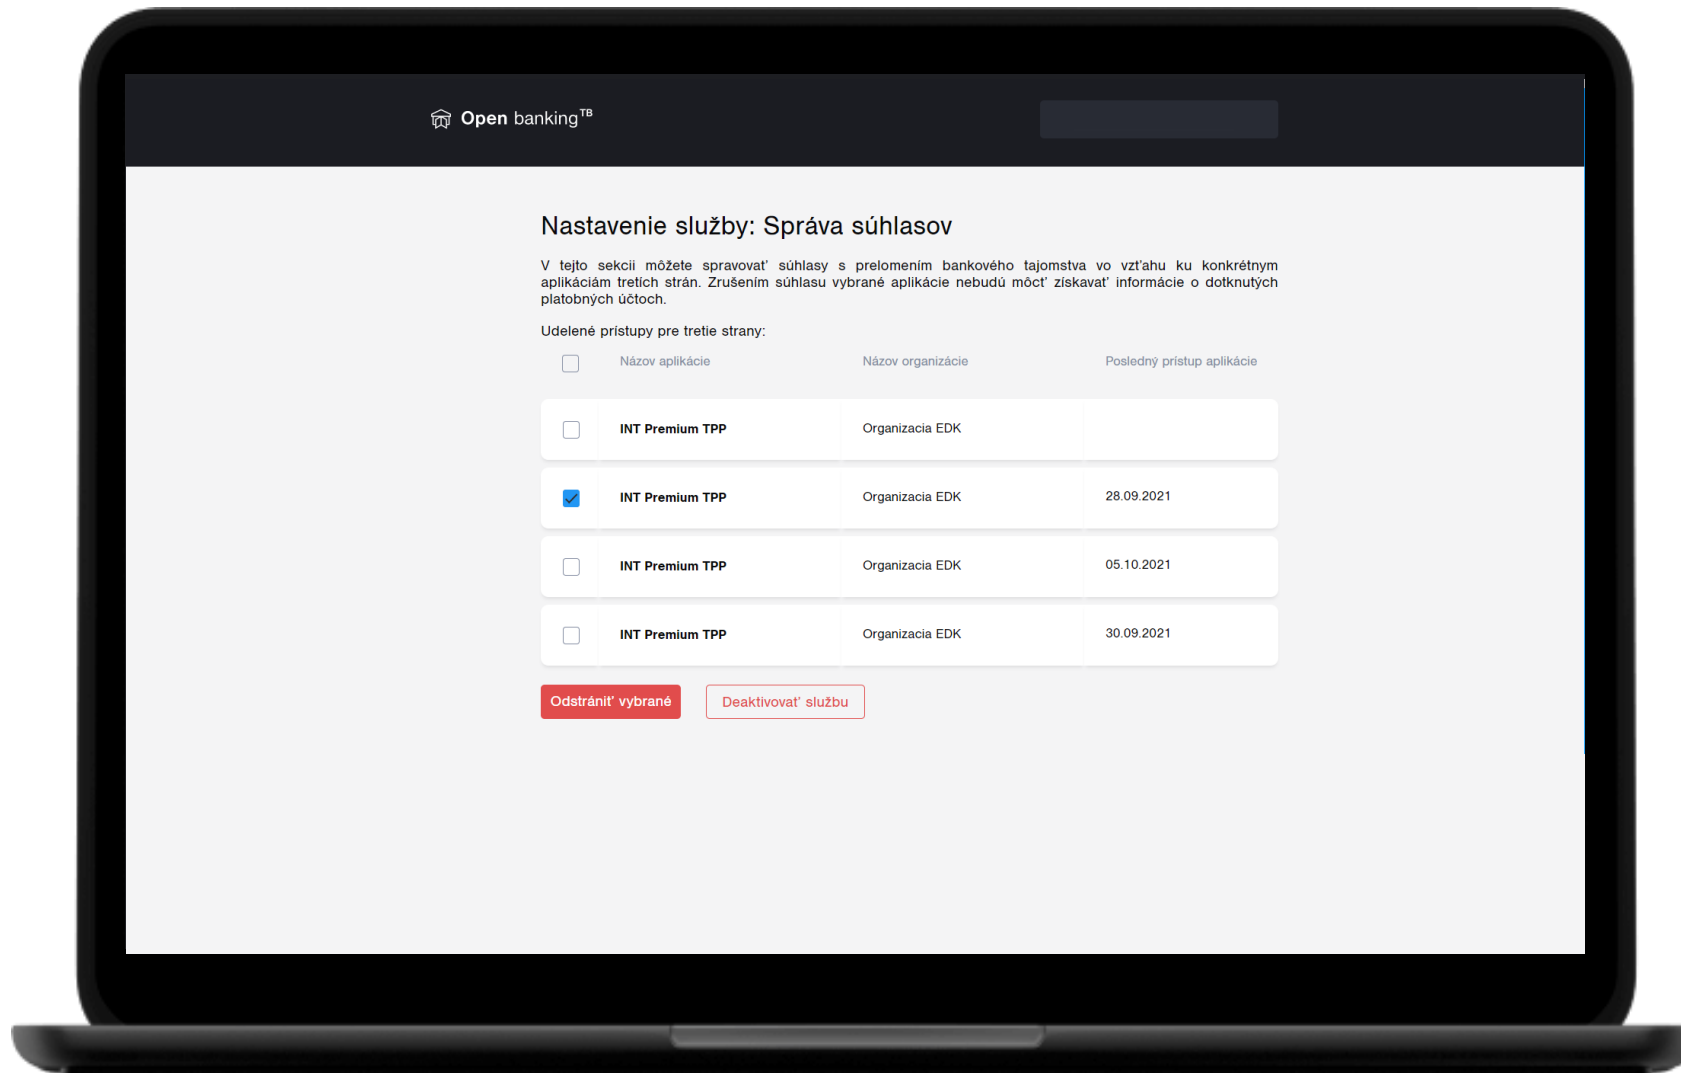 Open banking TB
Nastavenie služby: Správa súhlasov
V tejto sekcii môžete spravovať súhlasy s prelomením bankového tajomstva vo vzťahu ku konkrétnym
aplikáciám tretích strán. Zrušením súhlasu vybrané aplikácie nebudú môcť získavať informácie o dotknutých
platobných účtoch.
Udelené prístupy pre tretie strany:
Názov aplikácie Názov organizácie Posledný prístup aplikácie
INT Premium TPP Organizacia EDK
INT Premium TPP Organizacia EDK 28.09.2021
INT Premium TPP Organizacia EDK 05.10.2021
INT Premium TPP Organizacia EDK 30.09.2021
Odstrániť vybrané Deaktivovať službu